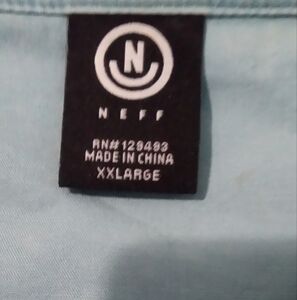 N
NEFF
RN#129493
MADE IN CHINA
XXLARGE